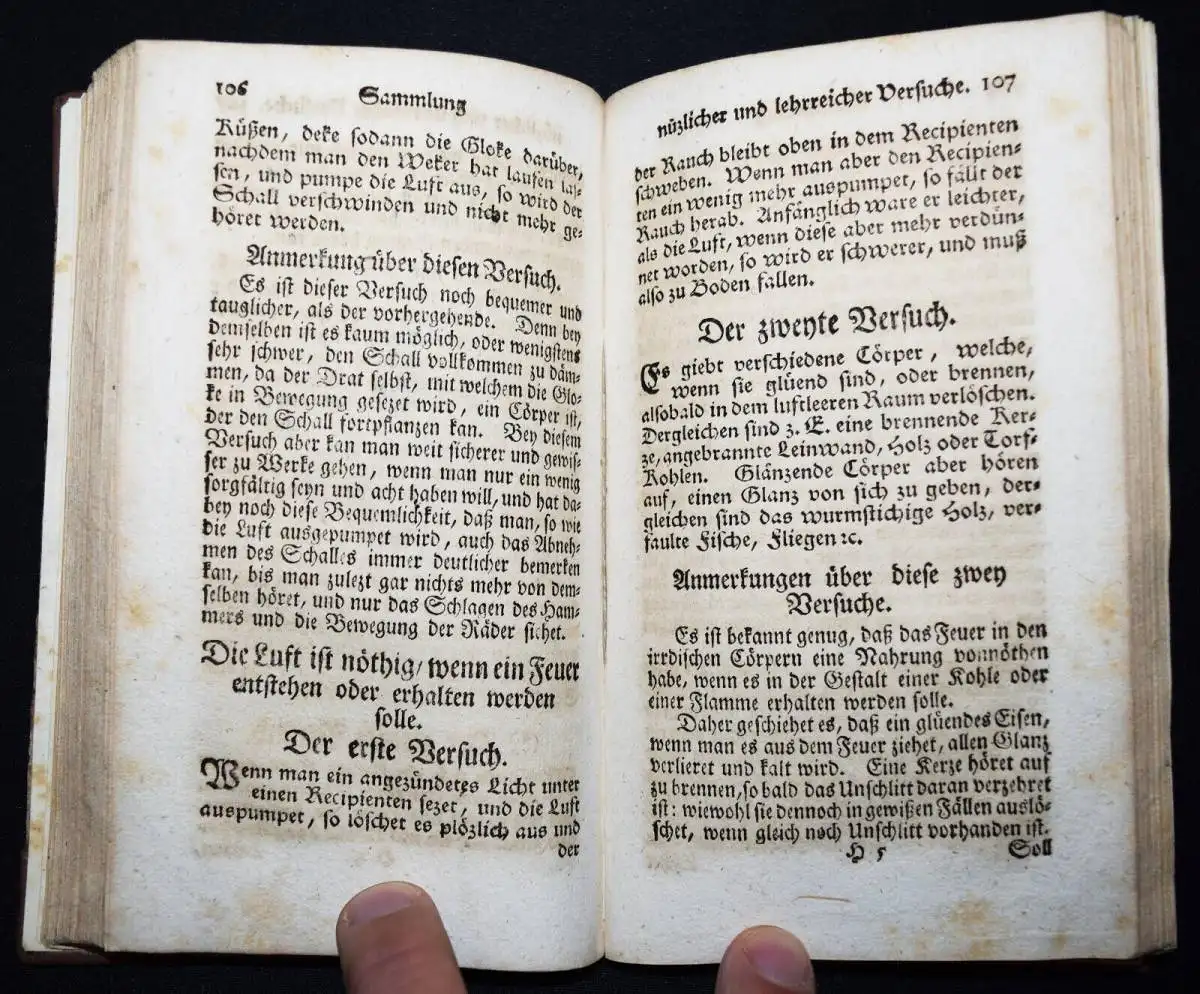 106 Sammlung
Küßen, deke sodann die Gloke darüber,
nachdem man den Weker hat laufen las-
sen, und pumpe die Luft aus, so wird der
Schall verschwinden und nicht mehr ge-
höret werden.
Anmerkung über diesen Versuch.
Es ist dieser Versuch noch bequemer und
tauglicher, als der vorhergehende. Denn bey
demselben ist es kaum möglich, oder wenigstens
sehr schwer, den Schall vollkommen zu däm-
men, da der Drat selbst, mit welchem die Glo-
ke in Bewegung gesezet wird, ein Cörper ist,
der den Schall fortpflanzen kan. Bey diesem
Versuch aber kan man weit sicherer und gewis-
ser zu Werke gehen, wenn man nur ein wenig
sorgfältig seyn und acht haben will, und hat da-
bey noch diese Bequemlichkeit, daß man, so wie
die Luft ausgepumpet wird, auch das Abneh-
men des Schalles immer deutlicher bemerken
kan, bis man zulezt gar nichts mehr von dem-
selben höret, und nur das Schlagen des Ham-
mers und die Bewegung der Räder sihet.
Die Luft ist nöthig, wenn ein Feuer
entstehen oder erhalten werden
solle.
Der erste Versuch.
Wenn man ein angezündetes Licht unter
einen Recipienten sezet, und die Luft
auspumpet, so löschet es plözlich aus und
der
nüzlicher und lehrreicher Versuche. 107
der Rauch bleibt oben in dem Recipienten
schweben. Wenn man aber den Recipien-
ten ein wenig mehr auspumpet, so fällt der
Rauch herab. Anfänglich ware er leichter,
als die Luft, wenn diese aber mehr verdün-
net worden, so wird er schwerer, und muß
also zu Boden fallen.
Der zweyte Versuch.
Es giebt verschiedene Cörper, welche,
wenn sie glüend sind, oder brennen,
alsobald in dem luftleeren Raum verlöschen.
Dergleichen sind z. E. eine brennende Ker-
ze, angebrannte Leinwand, Holz oder Torf-
Kohlen. Glänzende Cörper aber hören
auf, einen Glanz von sich zu geben, der-
gleichen sind das wurmstichige Holz, ver-
faulte Fische, Fliegen ꝛc.
Anmerkungen über diese zwey
Versuche.
Es ist bekannt genug, daß das Feuer in den
irrdischen Cörpern eine Nahrung vonnöthen
habe, wenn es in der Gestalt einer Kohle oder
einer Flamme erhalten werden solle.
Daher geschiehet es, daß ein glüendes Eisen,
wenn man es aus dem Feuer ziehet, allen Glanz
verlieret und kalt wird. Eine Kerze höret auf
zu brennen, so bald das Unschlitt daran verzehret
ist: wiewohl sie dennoch in gewißen Fällen auslö-
schet, wenn gleich noch Unschlitt vorhanden ist.
H 5 Soll